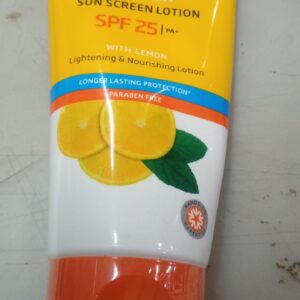 SUN SCREEN LOTION
SPF 25 | PA+
WITH LEMON
Lightening & Nourishing Lotion
LONGER LASTING PROTECTION*
PARABEN FREE